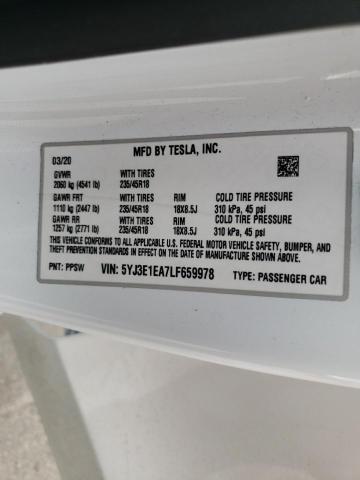 MFD BY TESLA, INC.
03/20
GVWR WITH TIRES
2060 kg (4541 lb) 235/45R18
GAWR FRT WITH TIRES RIM COLD TIRE PRESSURE
1110 kg (2447 lb) 235/45R18 18X8.5J 310 kPa, 45 psi
GAWR RR WITH TIRES RIM COLD TIRE PRESSURE
1257 kg (2771 lb) 235/45R18 18X8.5J 310 kPa, 45 psi
THIS VEHICLE CONFORMS TO ALL APPLICABLE U.S. FEDERAL MOTOR VEHICLE SAFETY, BUMPER, AND
THEFT PREVENTION STANDARDS IN EFFECT ON THE DATE OF MANUFACTURE SHOWN ABOVE.
PNT: PPSW VIN: 5YJ3E1EA7LF659978 TYPE: PASSENGER CAR